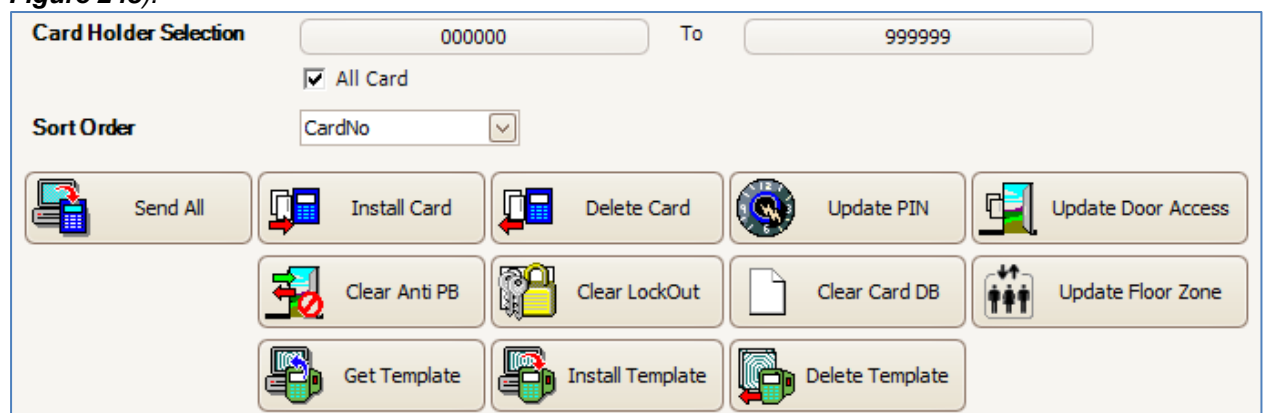 Figure 248):
Card Holder Selection 000000 To 999999
All Card
Sort Order CardNo
Send All Install Card Delete Card Update PIN Update Door Access
Clear Anti PB Clear LockOut Clear Card DB Update Floor Zone
Get Template Install Template Delete Template